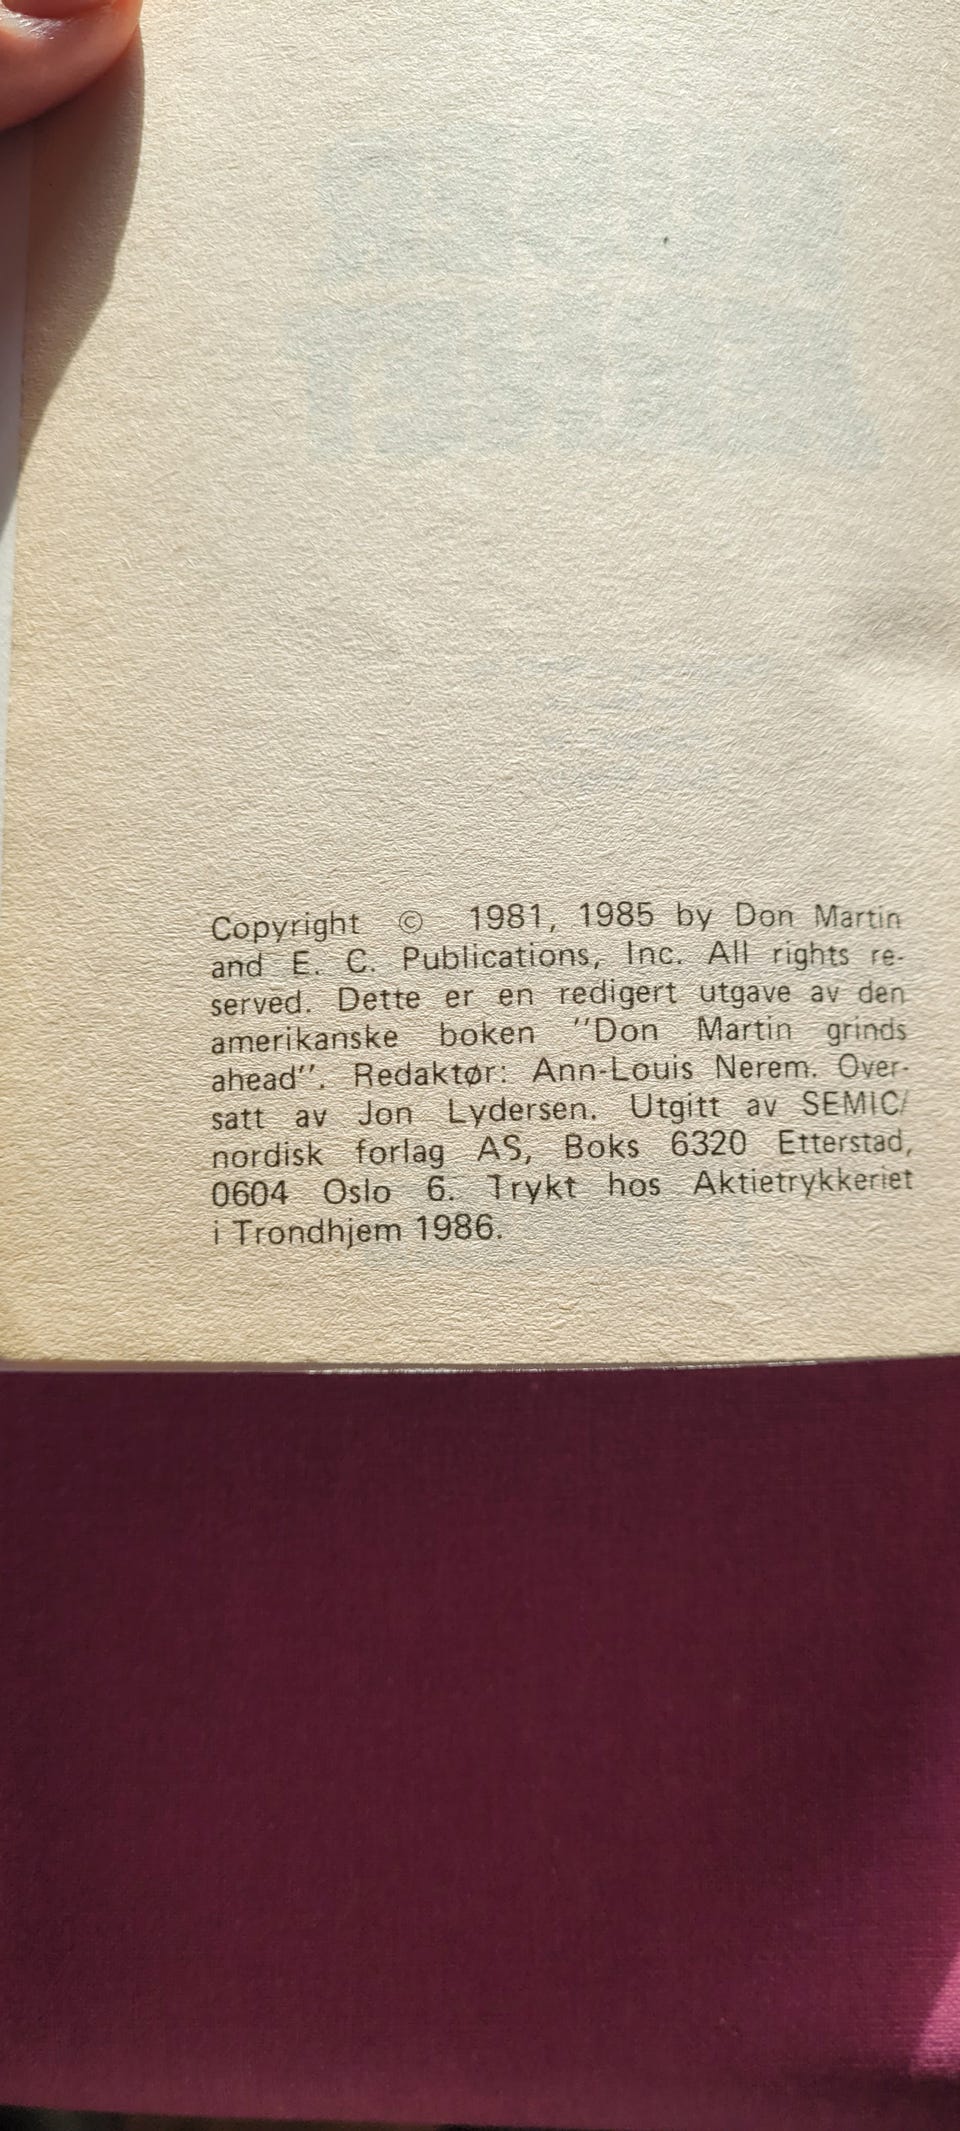 Copyright © 1981, 1985 by Don Martin
and E. C. Publications, Inc. All rights re-
served. Dette er en redigert utgave av den
amerikanske boken "Don Martin grinds
ahead". Redaktør: Ann-Louis Nerem. Over-
satt av Jon Lydersen. Utgitt av SEMIC/
nordisk forlag AS, Boks 6320 Etterstad,
0604 Oslo 6. Trykt hos Aktietrykkeriet
i Trondhjem 1986.